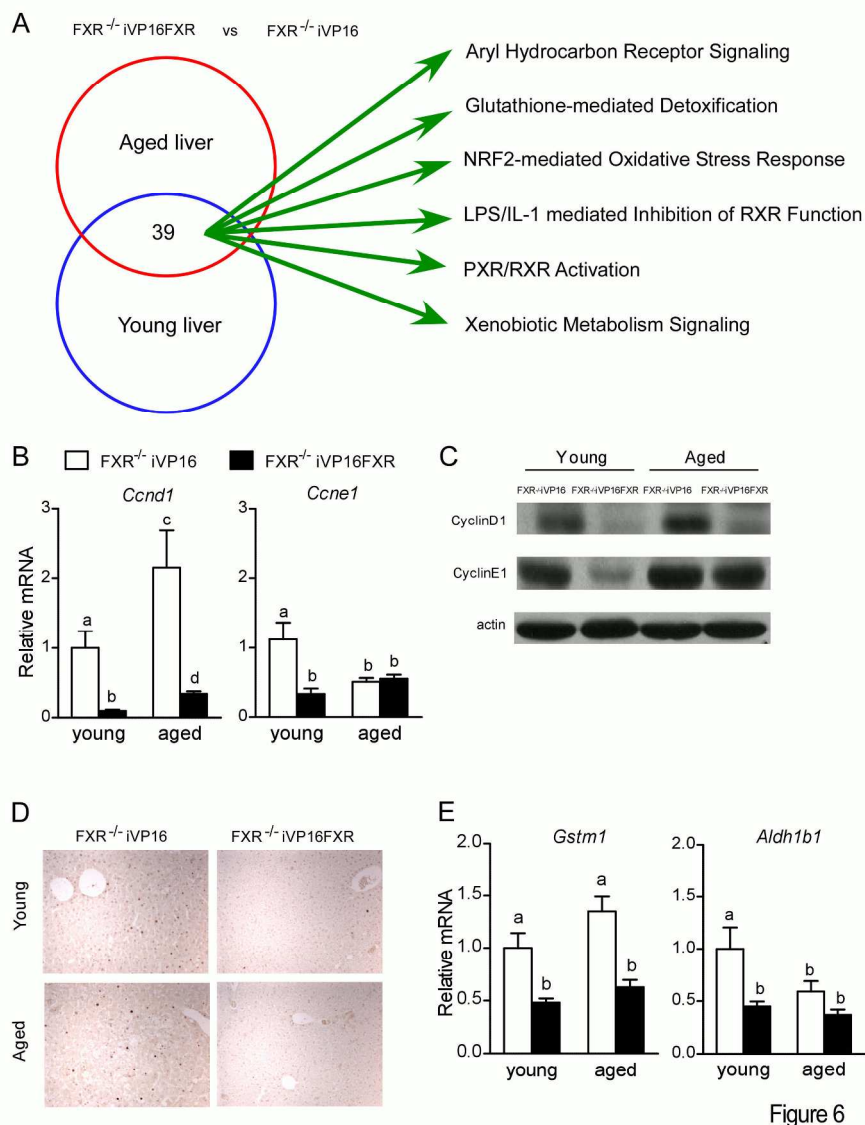 A
FXR-/- iVP16FXR vs FXR-/- iVP16
Aged liver
39
Young liver
Aryl Hydrocarbon Receptor Signaling
Glutathione-mediated Detoxification
NRF2-mediated Oxidative Stress Response
LPS/IL-1 mediated Inhibition of RXR Function
PXR/RXR Activation
Xenobiotic Metabolism Signaling
B
FXR-/- iVP16 FXR-/- iVP16FXR
Ccnd1 Ccne1
Relative mRNA
3
2
1
0
a
b
c
d
young aged
3
2
1
0
a
b
b
b
young aged
C
Young Aged
FXR-/-iVP16 FXR-/-iVP16FXR FXR-/-iVP16 FXR-/-iVP16FXR
CyclinD1
CyclinE1
actin
D
FXR-/- iVP16 FXR-/- iVP16FXR
Young
Aged
E
Gstm1 Aldh1b1
Relative mRNA
2.0
1.5
1.0
0.5
0.0
a
b
a
b
young aged
2.0
1.5
1.0
0.5
0.0
a
b
b
b
young aged
Figure 6